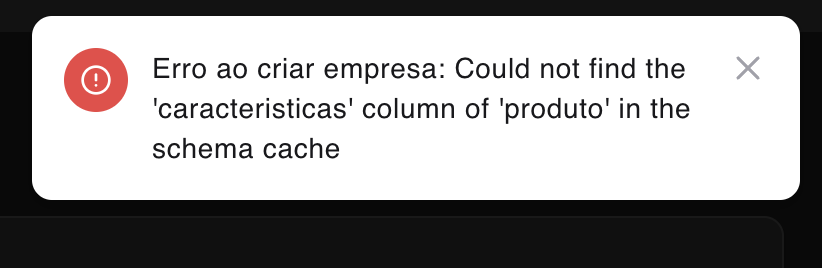 Erro ao criar empresa: Could not find the
'caracteristicas' column of 'produto' in the
schema cache